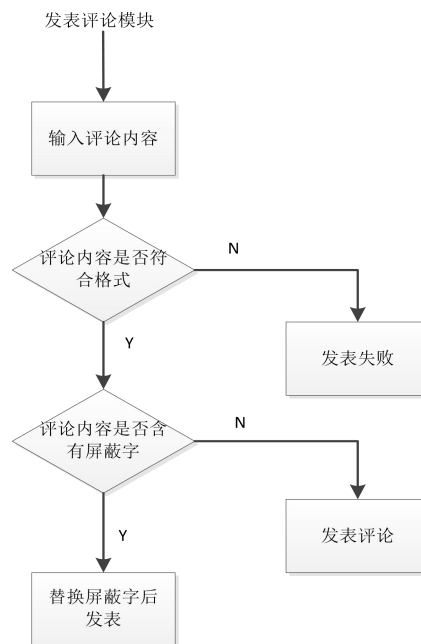 发表评论模块
输入评论内容
评论内容是否符
合格式
N
Y
发表失败
评论内容是否含
有屏蔽字
N
Y
发表评论
替换屏蔽字后
发表